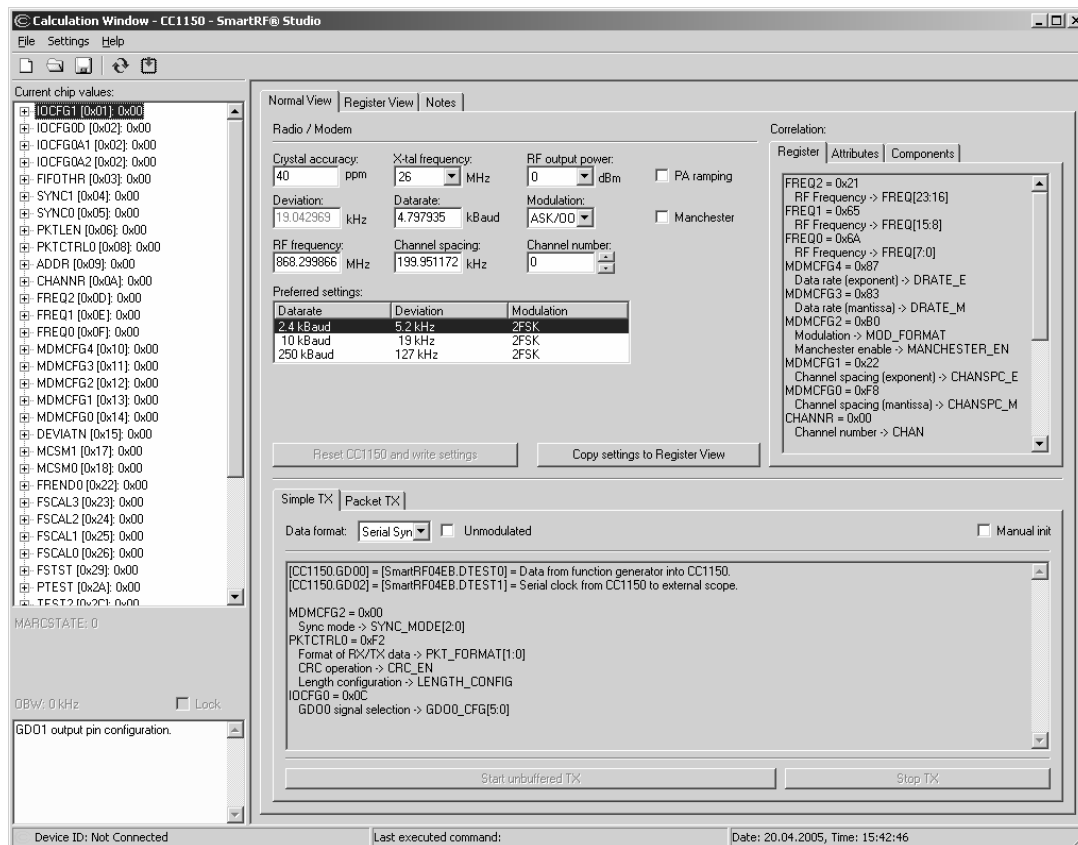 Calculation Window - CC1150 - SmartRF® Studio
File Settings Help
Current chip values:
IOCFG1 [0x01]: 0x00
IOCFG0D [0x02]: 0x00
IOCFG0A1 [0x02]: 0x00
IOCFG0A2 [0x02]: 0x00
FIFOTHR [0x03]: 0x00
SYNC1 [0x04]: 0x00
SYNC0 [0x05]: 0x00
PKTLEN [0x06]: 0x00
PKTCTRL0 [0x08]: 0x00
ADDR [0x09]: 0x00
CHANNR [0x0A]: 0x00
FREQ2 [0x0D]: 0x00
FREQ1 [0x0E]: 0x00
FREQ0 [0x0F]: 0x00
MDMCFG4 [0x10]: 0x00
MDMCFG3 [0x11]: 0x00
MDMCFG2 [0x12]: 0x00
MDMCFG1 [0x13]: 0x00
MDMCFG0 [0x14]: 0x00
DEVIATN [0x15]: 0x00
MCSM1 [0x17]: 0x00
MCSM0 [0x18]: 0x00
FREND0 [0x22]: 0x00
FSCAL3 [0x23]: 0x00
FSCAL2 [0x24]: 0x00
FSCAL1 [0x25]: 0x00
FSCAL0 [0x26]: 0x00
FSTST [0x29]: 0x00
PTEST [0x2A]: 0x00
TEST2 [0x2C]: 0x00
MARCSTATE: 0
OBW: 0 kHz Lock
GDO1 output pin configuration.
Normal View Register View Notes
Radio / Modem
Crystal accuracy: X-tal frequency: RF output power:
40 ppm 26 MHz 0 dBm PA ramping
Deviation: Datarate: Modulation:
19.042969 kHz 4.797935 kBaud ASK/OO Manchester
RF frequency: Channel spacing: Channel number:
868.299866 MHz 199.951172 kHz 0
Preferred settings:
Datarate Deviation Modulation
2.4 kBaud 5.2 kHz 2FSK
10 kBaud 19 kHz 2FSK
250 kBaud 127 kHz 2FSK
Reset CC1150 and write settings Copy settings to Register View
Correlation:
Register Attributes Components
FREQ2 = 0x21
RF Frequency -> FREQ[23:16]
FREQ1 = 0x65
RF Frequency -> FREQ[15:8]
FREQ0 = 0x6A
RF Frequency -> FREQ[7:0]
MDMCFG4 = 0x87
Data rate (exponent) -> DRATE_E
MDMCFG3 = 0x83
Data rate (mantissa) -> DRATE_M
MDMCFG2 = 0xB0
Modulation -> MOD_FORMAT
Manchester enable -> MANCHESTER_EN
MDMCFG1 = 0x22
Channel spacing (exponent) -> CHANSPC_E
MDMCFG0 = 0xF8
Channel spacing (mantissa) -> CHANSPC_M
CHANNR = 0x00
Channel number -> CHAN
Simple TX Packet TX
Data format: Serial Syn Unmodulated Manual init
[CC1150.GDO0] = [SmartRF04EB.DTEST0] = Data from function generator into CC1150.
[CC1150.GDO2] = [SmartRF04EB.DTEST1] = Serial clock from CC1150 to external scope.
MDMCFG2 = 0x00
Sync mode -> SYNC_MODE[2:0]
PKTCTRL0 = 0xF2
Format of RX/TX data -> PKT_FORMAT[1:0]
CRC operation -> CRC_EN
Length configuration -> LENGTH_CONFIG
IOCFG0 = 0x0C
GDO0 signal selection -> GDO0_CFG[5:0]
Start unbuffered TX Stop TX
Device ID: Not Connected Last executed command: Date: 20.04.2005, Time: 15:42:46